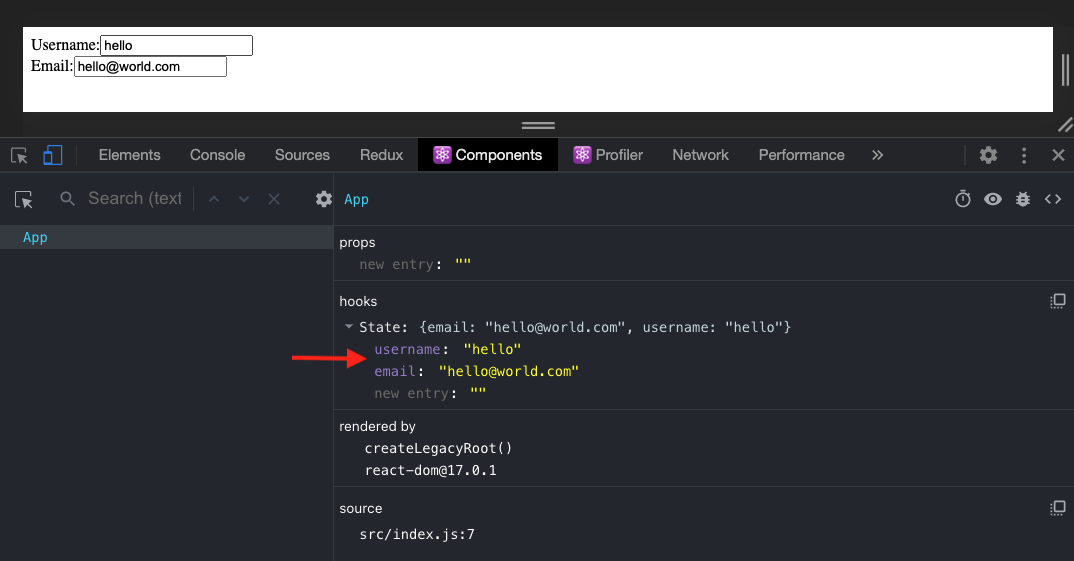 Username: hello
Email: hello@world.com
Elements Console Sources Redux Components Profiler Network Performance »
Search (text App
App
props
new entry: ""
hooks
State: {email: "hello@world.com", username: "hello"}
username: "hello"
email: "hello@world.com"
new entry: ""
rendered by
createLegacyRoot()
react-dom@17.0.1
source
src/index.js:7